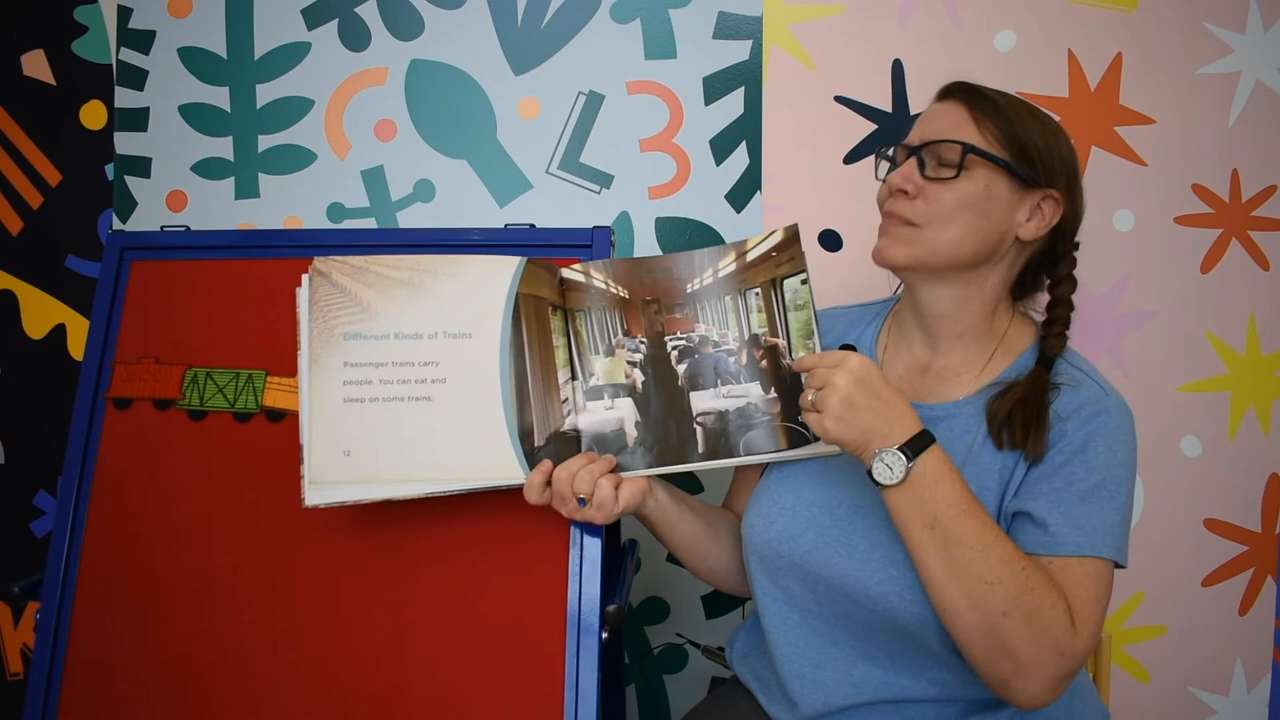 Different Kinds of Trains
Passenger trains carry
people. You can eat and
sleep on some trains.
12
K